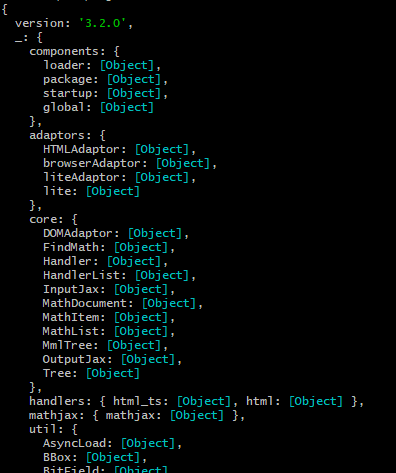 {
  version: '3.2.0',
  _: {
    components: {
      loader: [Object],
      package: [Object],
      startup: [Object],
      global: [Object]
    },
    adaptors: {
      HTMLAdaptor: [Object],
      browserAdaptor: [Object],
      liteAdaptor: [Object],
      lite: [Object]
    },
    core: {
      DOMAdaptor: [Object],
      FindMath: [Object],
      Handler: [Object],
      HandlerList: [Object],
      InputJax: [Object],
      MathDocument: [Object],
      MathItem: [Object],
      MathList: [Object],
      MmlTree: [Object],
      OutputJax: [Object],
      Tree: [Object]
    },
    handlers: { html_ts: [Object], html: [Object] },
    mathjax: { mathjax: [Object] },
    util: {
      AsyncLoad: [Object],
      BBox: [Object],
      BitField: [Object],